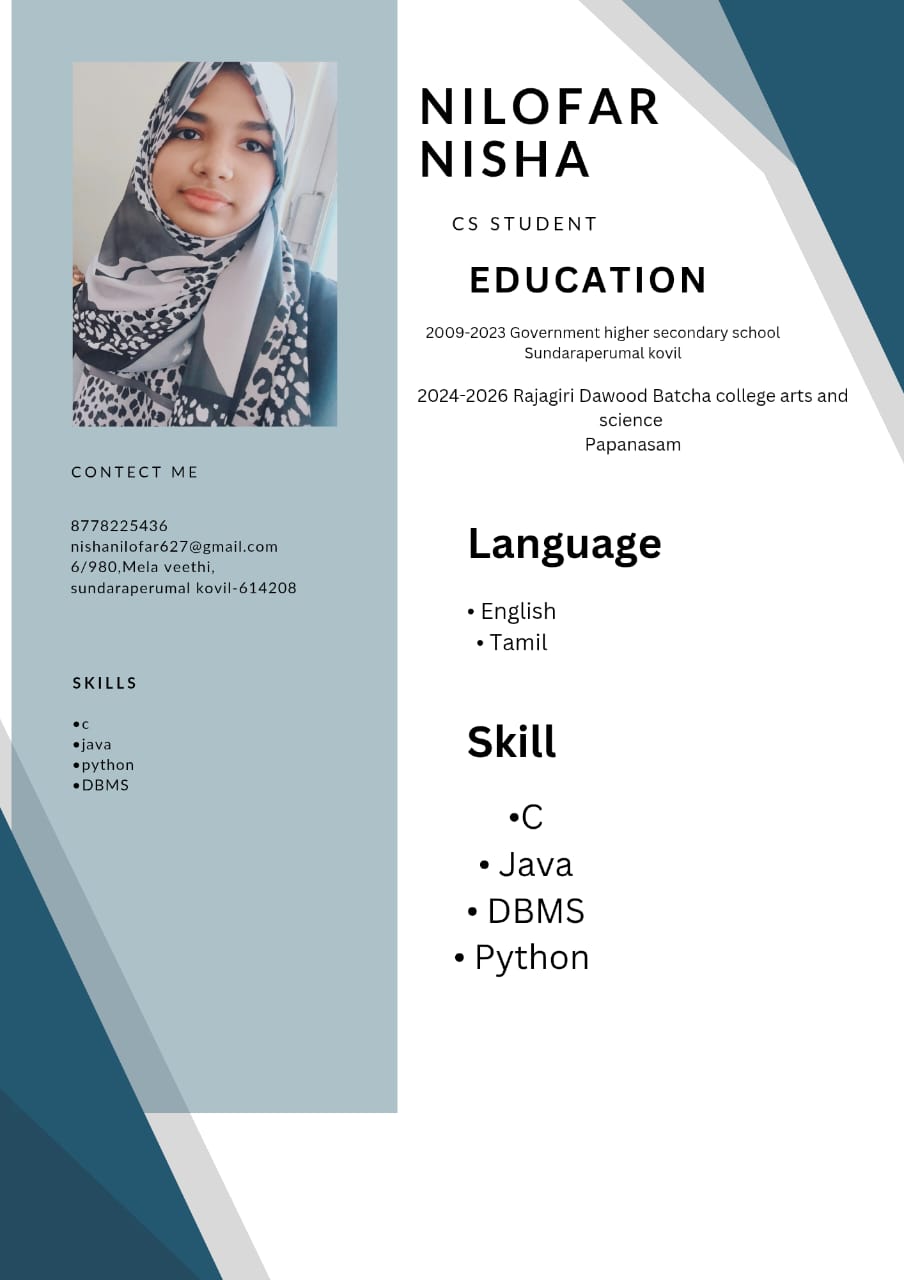 NILOFAR
NISHA
CS STUDENT
EDUCATION
2009-2023 Government higher secondary school
Sundaraperumal kovil
2024-2026 Rajagiri Dawood Batcha college arts and
science
Papanasam
CONTECT ME
8778225436
nishanilofar627@gmail.com
6/980,Mela veethi,
sundaraperumal kovil-614208
Language
• English
• Tamil
SKILLS
•c
•java
•python
•DBMS
Skill
•C
• Java
• DBMS
• Python